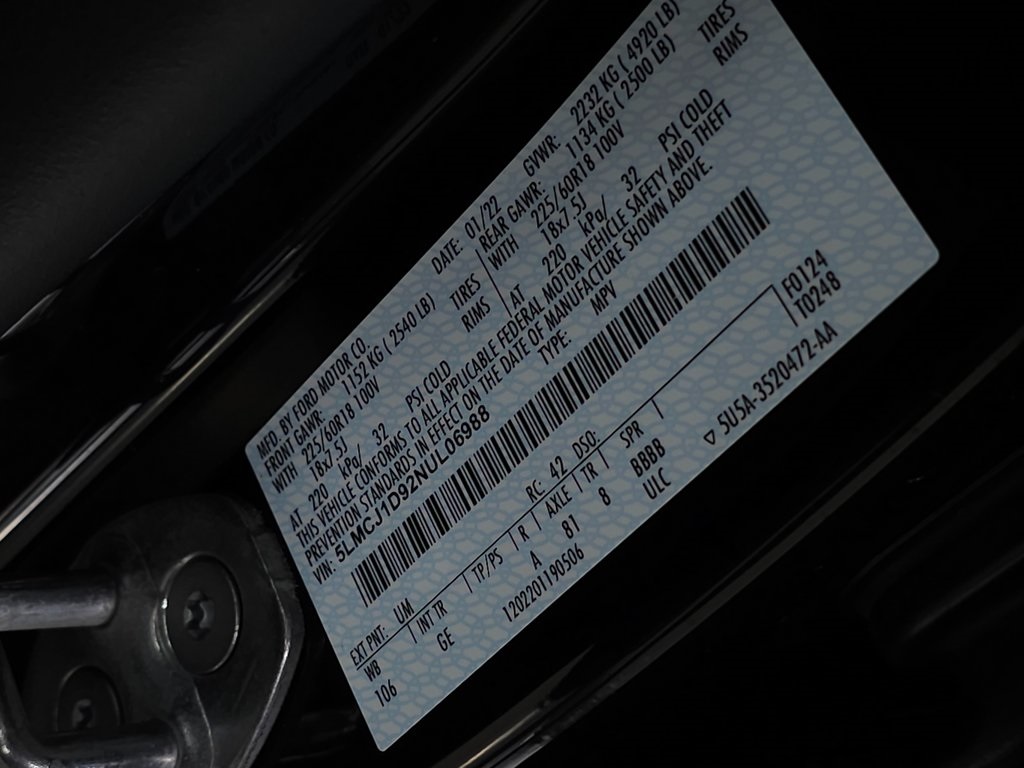 MFD. BY FORD MOTOR CO. DATE: 01/22 GVWR: 2232 KG ( 4920 LB)
FRONT GAWR: 1152 KG ( 2540 LB) REAR GAWR: 1134 KG ( 2500 LB)
WITH 225/60R18 100V TIRES WITH 225/60R18 100V TIRES
18x7.5J RIMS 18x7.5J RIMS
AT 220 kPa/ 32 PSI COLD AT 220 kPa/ 32 PSI COLD
THIS VEHICLE CONFORMS TO ALL APPLICABLE FEDERAL MOTOR VEHICLE SAFETY AND THEFT
PREVENTION STANDARDS IN EFFECT ON THE DATE OF MANUFACTURE SHOWN ABOVE.
VIN: 5LMCJ1D92NUL06988 TYPE: MPV
EXT PNT: UM RC: 42 DSO: F0124
WB INT TR TP/PS R AXLE TR SPR T0248
106 GE A 81 8 BBBB
1202201190506 ULC ▽ 5U5A-3520472-AA